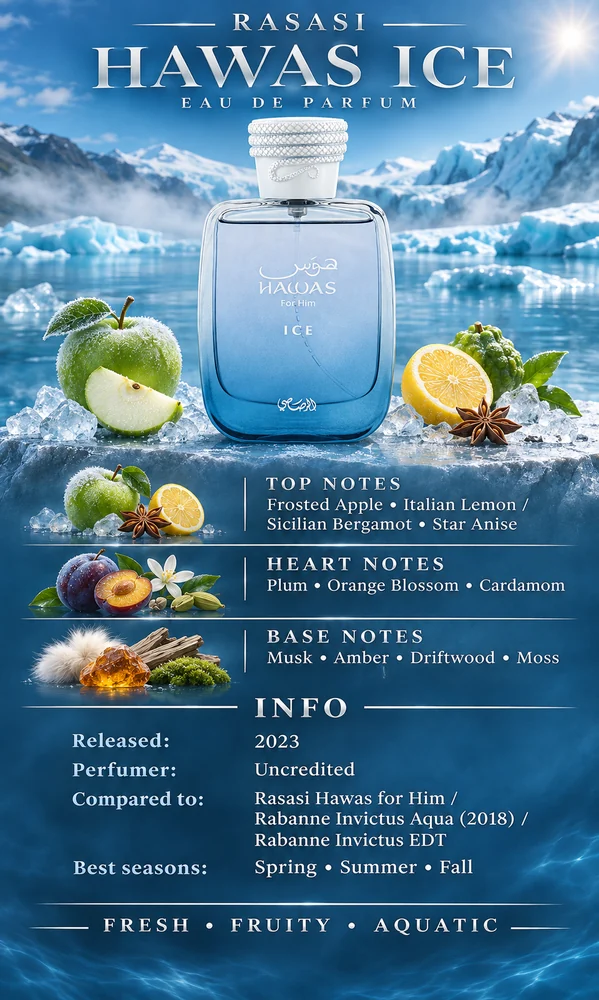 RASASI
HAWAS ICE
EAU DE PARFUM
هوس
HAWAS
For Him
ICE
الرصاصي
TOP NOTES
Frosted Apple • Italian Lemon /
Sicilian Bergamot • Star Anise
HEART NOTES
Plum • Orange Blossom • Cardamom
BASE NOTES
Musk • Amber • Driftwood • Moss
INFO
Released: 2023
Perfumer: Uncredited
Compared to: Rasasi Hawas for Him /
Rabanne Invictus Aqua (2018) /
Rabanne Invictus EDT
Best seasons: Spring • Summer • Fall
FRESH • FRUITY • AQUATIC